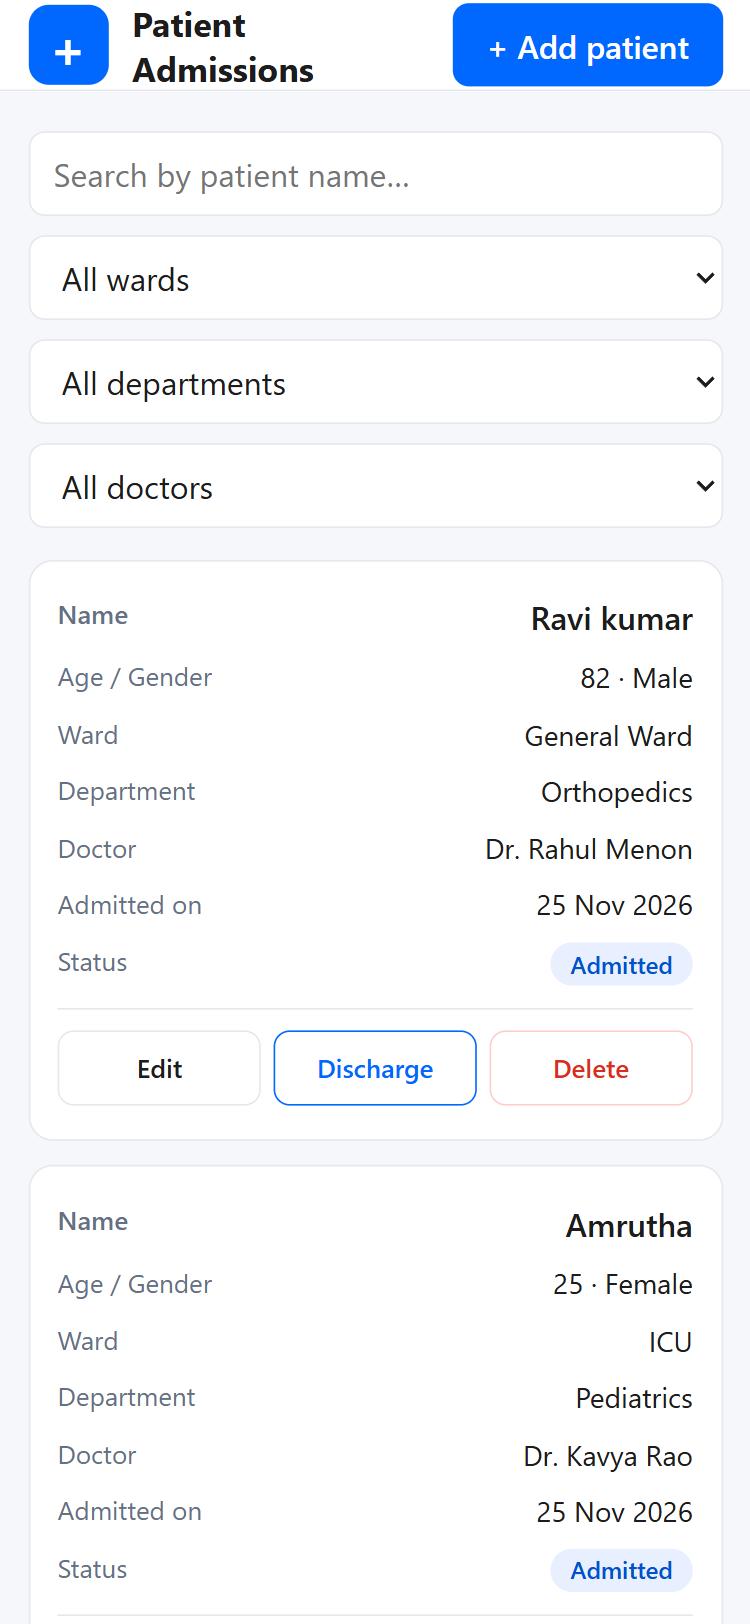 +
Patient
Admissions
+ Add patient
Search by patient name...
All wards
All departments
All doctors
Name Ravi kumar
Age / Gender 82 · Male
Ward General Ward
Department Orthopedics
Doctor Dr. Rahul Menon
Admitted on 25 Nov 2026
Status Admitted
Edit Discharge Delete
Name Amrutha
Age / Gender 25 · Female
Ward ICU
Department Pediatrics
Doctor Dr. Kavya Rao
Admitted on 25 Nov 2026
Status Admitted